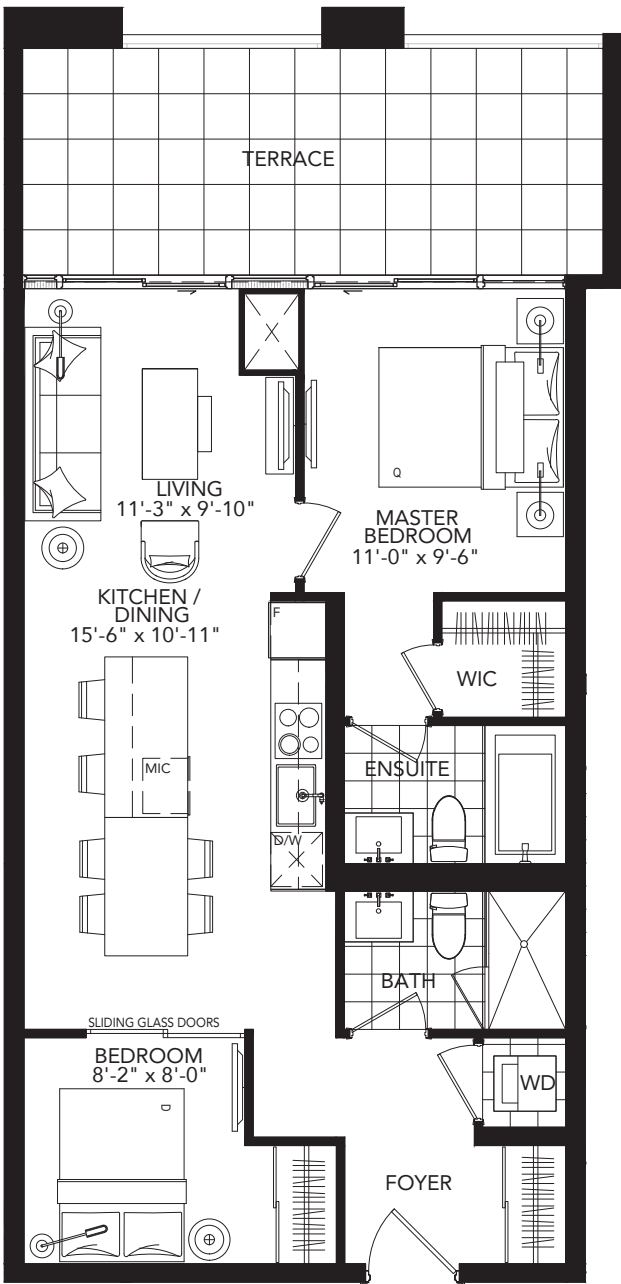 TERRACE
LIVING
11'-3" x 9'-10"
Q
MASTER
BEDROOM
11'-0" x 9'-6"
KITCHEN /
DINING
15'-6" x 10'-11"
F
WIC
MIC
ENSUITE
D/W
BATH
SLIDING GLASS DOORS
BEDROOM
8'-2" x 8'-0"
D
WD
FOYER